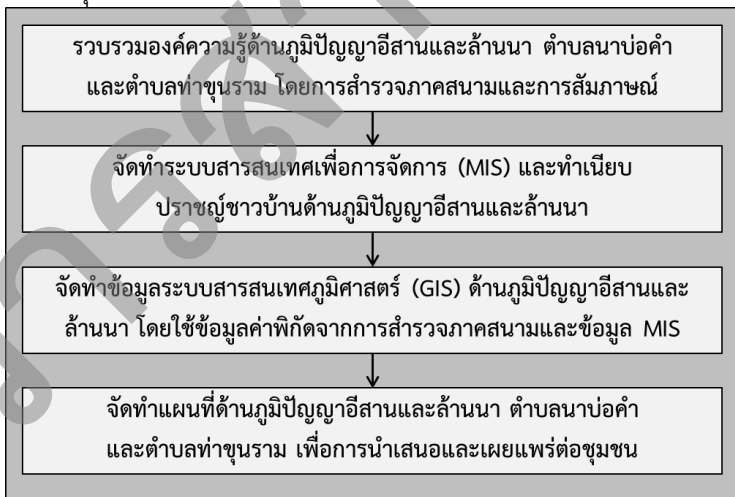 รวบรวมองค์ความรู้ด้านภูมิปัญญาอีสานและล้านนา ตำบลนาบ่อคำ
และตำบลท่าขุนราม โดยการสำรวจภาคสนามและการสัมภาษณ์
จัดทำระบบสารสนเทศเพื่อการจัดการ (MIS) และทำเนียบ
ปราชญ์ชาวบ้านด้านภูมิปัญญาอีสานและล้านนา
จัดทำข้อมูลระบบสารสนเทศภูมิศาสตร์ (GIS) ด้านภูมิปัญญาอีสานและ
ล้านนา โดยใช้ข้อมูลค่าพิกัดจากการสำรวจภาคสนามและข้อมูล MIS
จัดทำแผนที่ด้านภูมิปัญญาอีสานและล้านนา ตำบลนาบ่อคำ
และตำบลท่าขุนราม เพื่อการนำเสนอและเผยแพร่ต่อชุมชน